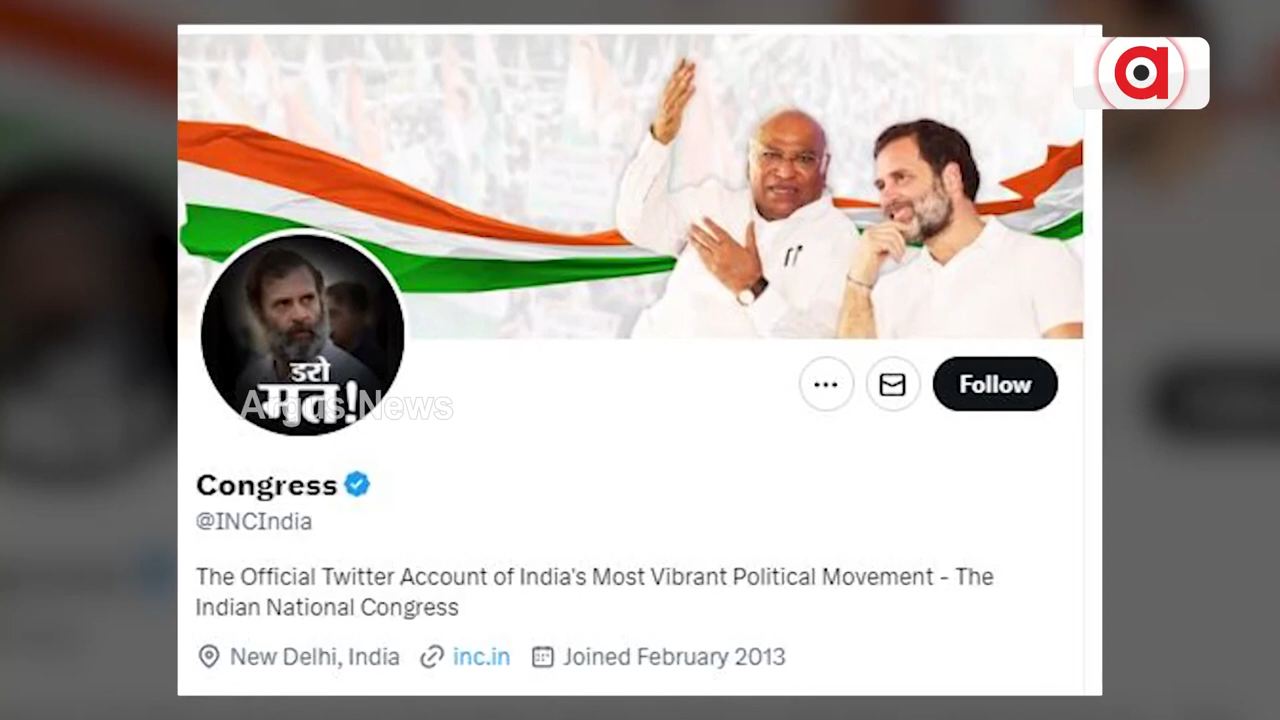 डरो
मत!
Argus News
Follow
Congress
@INCIndia
The Official Twitter Account of India's Most Vibrant Political Movement - The
Indian National Congress
New Delhi, India inc.in Joined February 2013